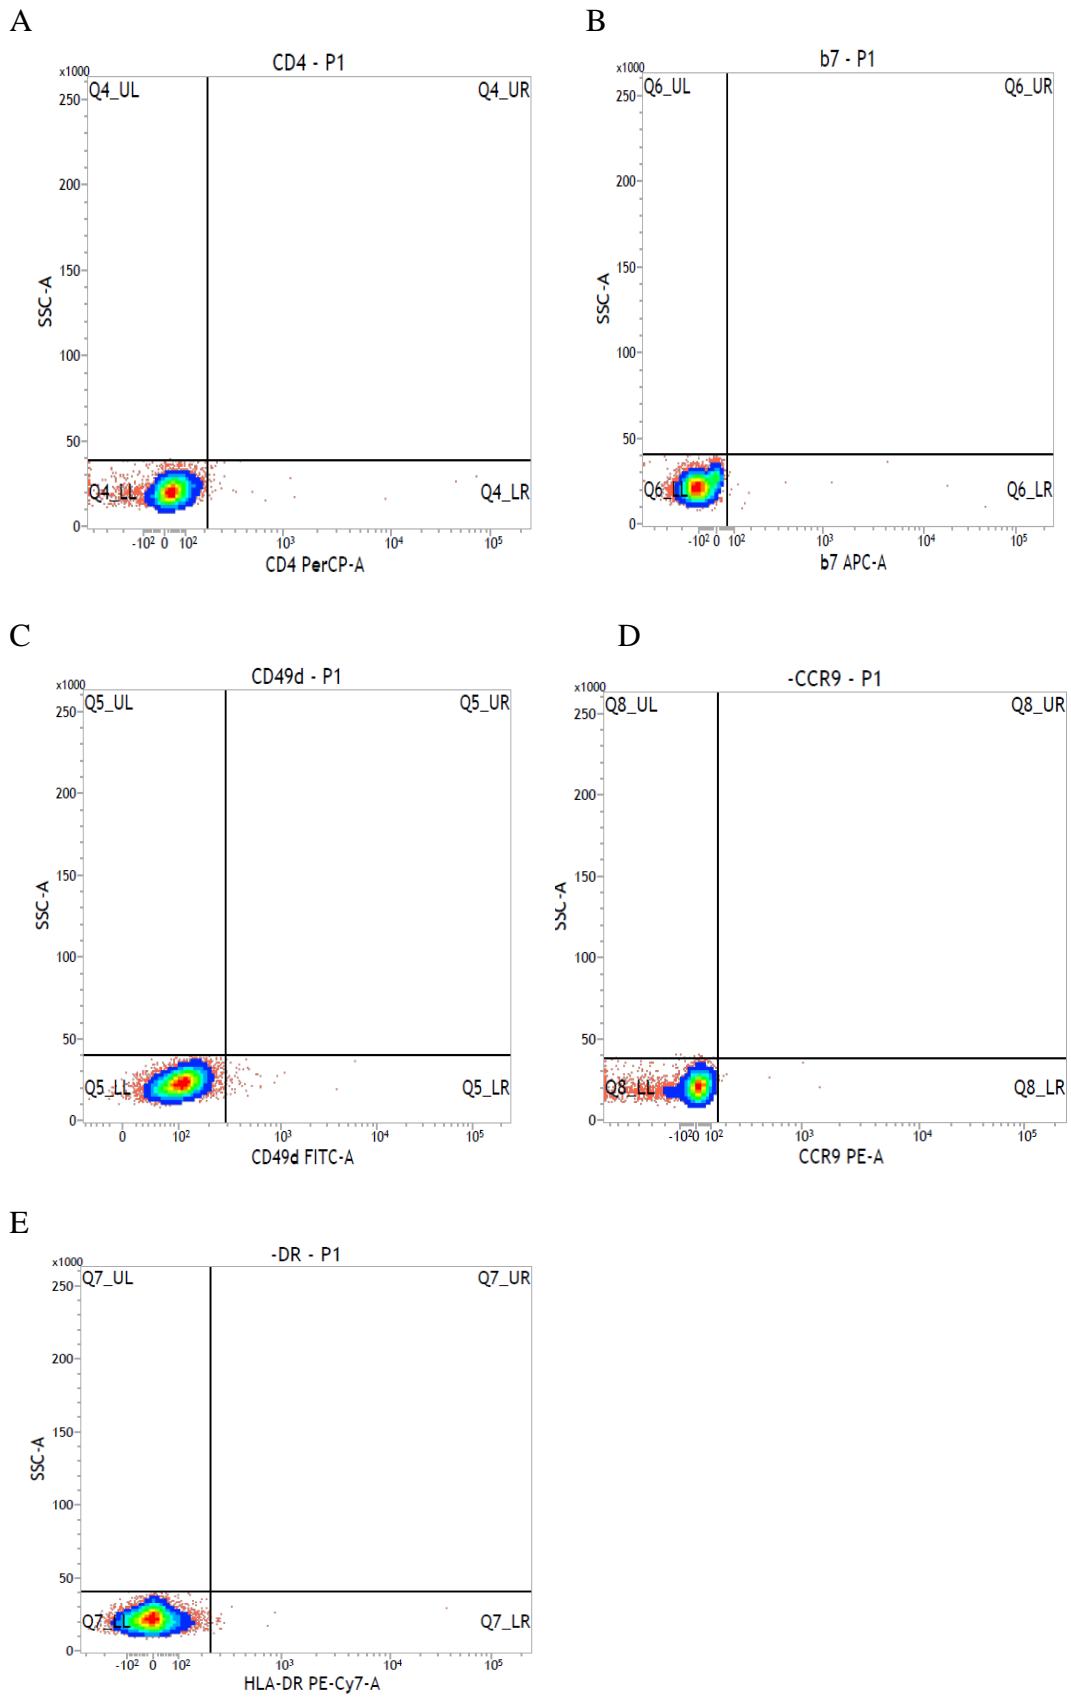 A
CD4 - P1
x1000
Q4_UL
Q4_UR
250
200
150
100
50
0
SSC-A
Q4_LL
Q4_LR
-10² 0 10² 10³ 10⁴ 10⁵
CD4 PerCP-A
B
b7 - P1
x1000
Q6_UL
Q6_UR
250
200
150
100
50
0
SSC-A
Q6_LL
Q6_LR
-10² 0 10² 10³ 10⁴ 10⁵
b7 APC-A
C
CD49d - P1
x1000
Q5_UL
Q5_UR
250
200
150
100
50
0
SSC-A
Q5_LL
Q5_LR
0 10² 10³ 10⁴ 10⁵
CD49d FITC-A
D
-CCR9 - P1
x1000
Q8_UL
Q8_UR
250
200
150
100
50
0
SSC-A
Q8_LL
Q8_LR
-10² 0 10² 10³ 10⁴ 10⁵
CCR9 PE-A
E
-DR - P1
x1000
Q7_UL
Q7_UR
250
200
150
100
50
0
SSC-A
Q7_LL
Q7_LR
-10² 0 10² 10³ 10⁴ 10⁵
HLA-DR PE-Cy7-A